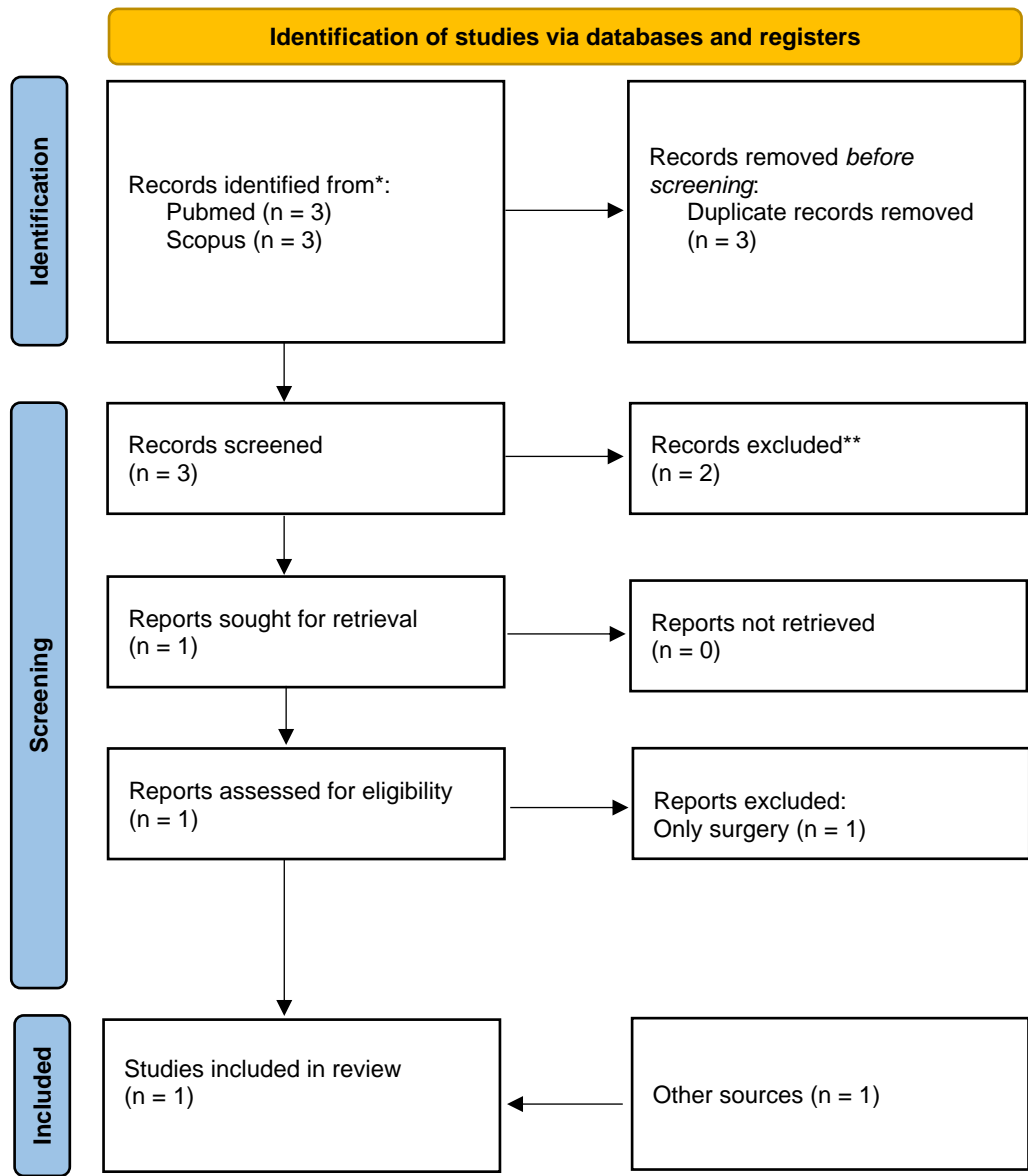 Identification of studies via databases and registers
Identification
Records identified from*:
Pubmed (n = 3)
Scopus (n = 3)
Records removed before
screening:
Duplicate records removed
(n = 3)
Screening
Records screened
(n = 3)
Records excluded**
(n = 2)
Reports sought for retrieval
(n = 1)
Reports not retrieved
(n = 0)
Reports assessed for eligibility
(n = 1)
Reports excluded:
Only surgery (n = 1)
Included
Studies included in review
(n = 1)
Other sources (n = 1)